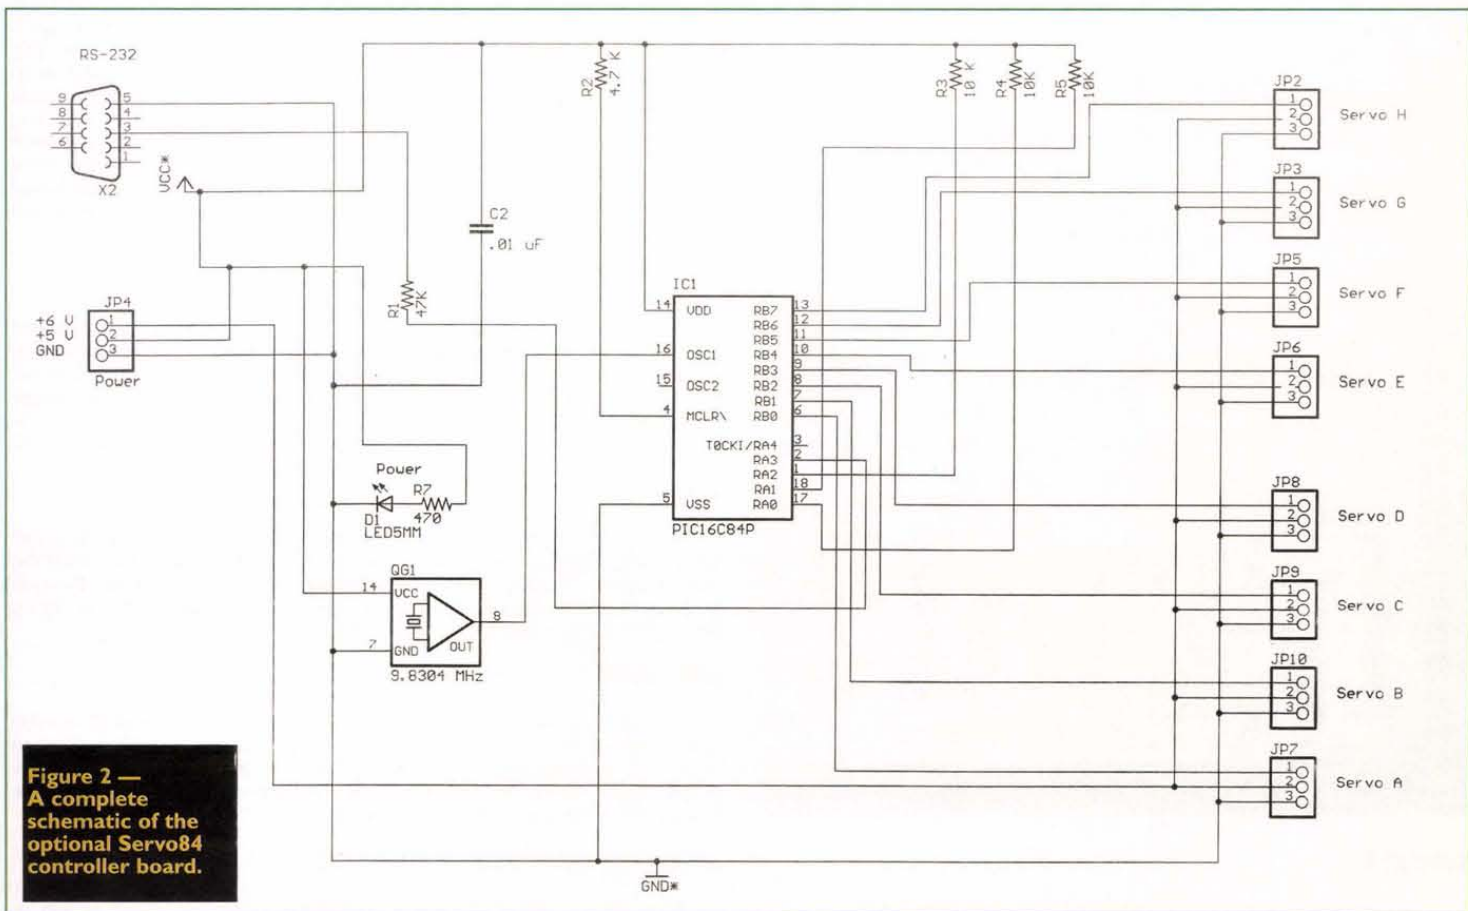 RS-232
9
8
7
6
5
4
3
2
1
X2
VCC*
R2
4.7 K
C2
.01 uF
R3
10 K
R4
10K
R5
10K
R1
47K
JP4
+6 V
+5 V
GND
1
2
3
Power
IC1
14 VDD
16 OSC1
15 OSC2
4 MCLR\
5 VSS
RB7 13
RB6 12
RB5 11
RB4 10
RB3 9
RB2 8
RB1 7
RB0 6
T0CKI/RA4 3
RA3 2
RA2 1
RA1 18
RA0 17
PIC16C84P
Power
D1
LED5MM
R7
470
QG1
14 VCC
7 GND
OUT 8
9.8304 MHz
JP2
1
2
3
Servo H
JP3
1
2
3
Servo G
JP5
1
2
3
Servo F
JP6
1
2
3
Servo E
JP8
1
2
3
Servo D
JP9
1
2
3
Servo C
JP10
1
2
3
Servo B
JP7
1
2
3
Servo A
GND*
Figure 2 —
A complete
schematic of the
optional Servo84
controller board.